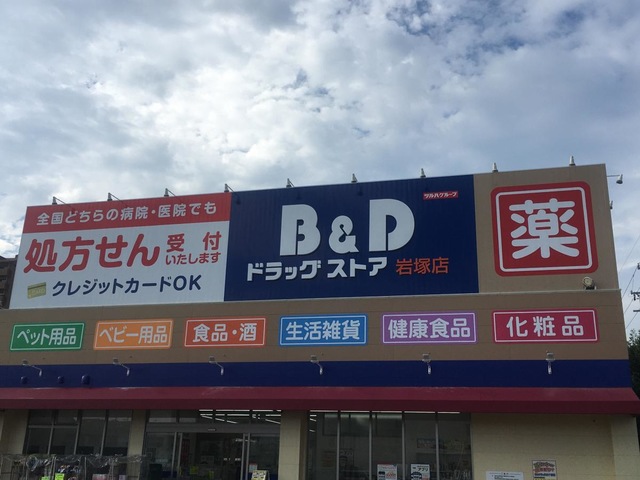 全国どちらの病院・医院でも
処方せん受付いたします
クレジットカードOK
ツルハグループ
B&D
ドラッグストア 岩塚店
薬
ペット用品
ベビー用品
食品・酒
生活雑貨
健康食品
化粧品